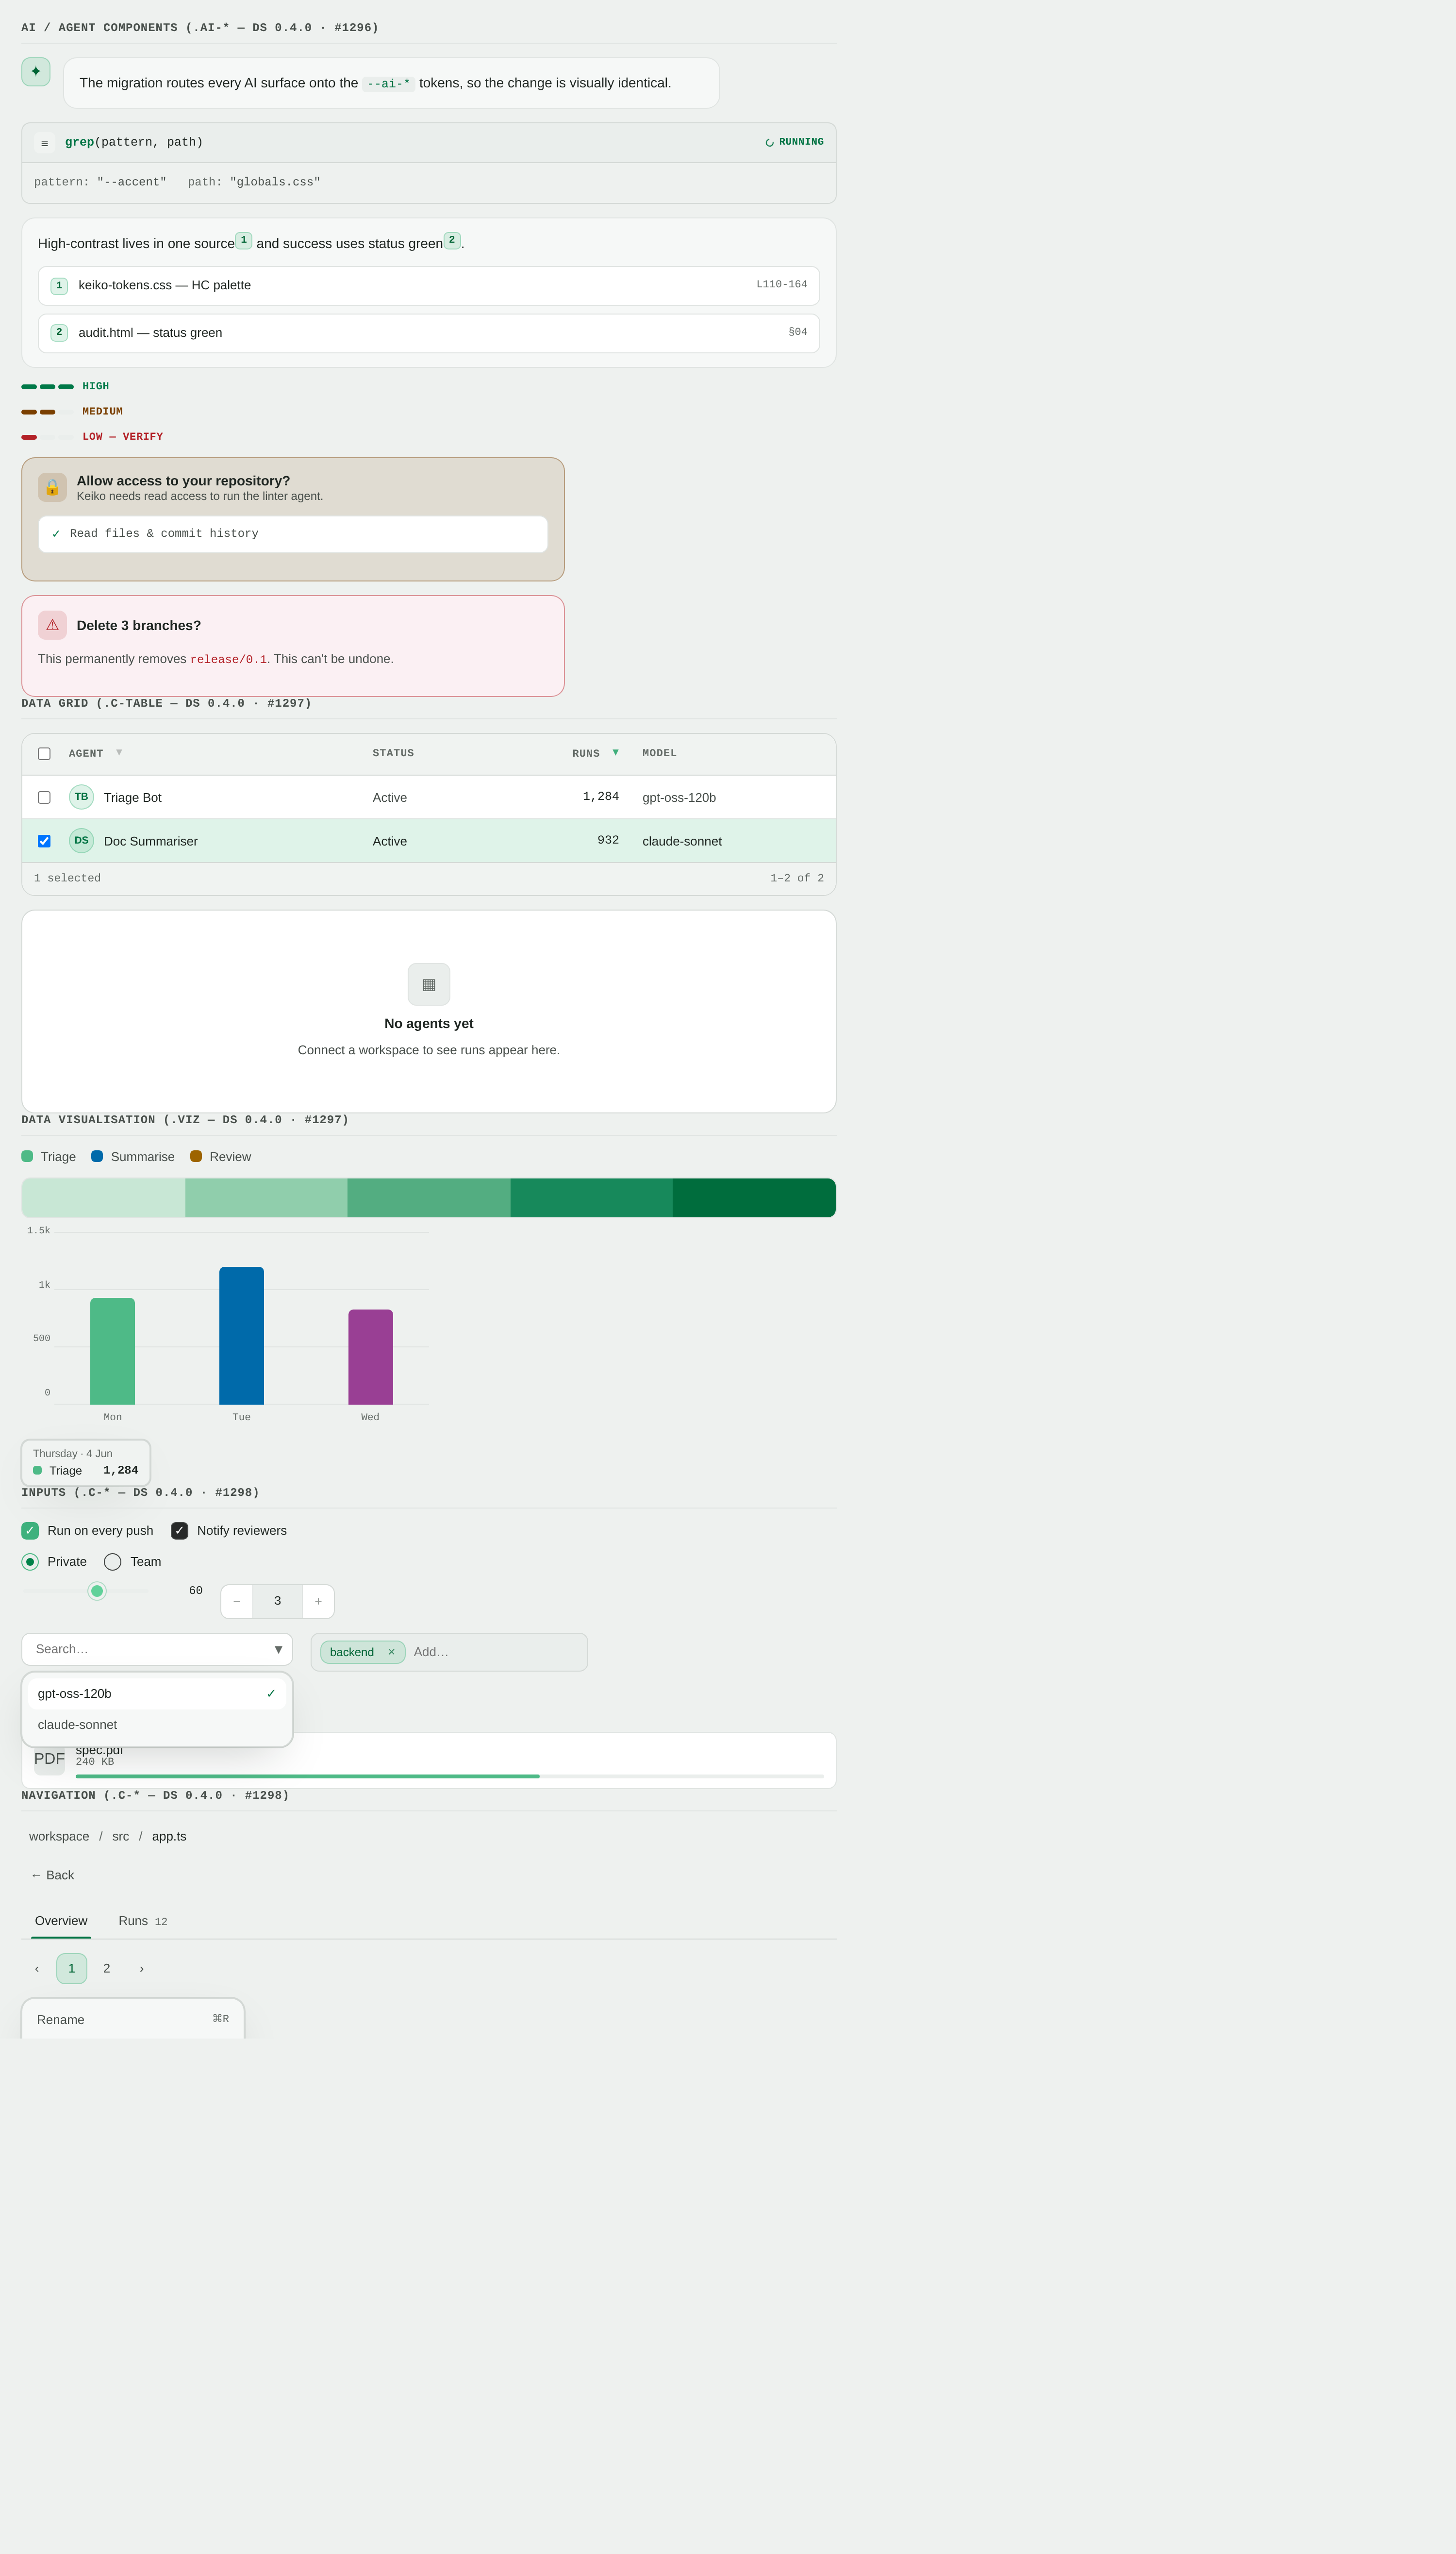 AI / AGENT COMPONENTS (.AI-* — DS 0.4.0 · #1296)
✦
The migration routes every AI surface onto the --ai-* tokens, so the change is visually identical.
≡ grep(pattern, path) RUNNING
pattern: "--accent" path: "globals.css"
High-contrast lives in one source1 and success uses status green2.
1 keiko-tokens.css — HC palette L110-164
2 audit.html — status green §04
HIGH
MEDIUM
LOW — VERIFY
Allow access to your repository?
Keiko needs read access to run the linter agent.
✓ Read files & commit history
⚠ Delete 3 branches?
This permanently removes release/0.1. This can't be undone.
DATA GRID (.C-TABLE — DS 0.4.0 · #1297)
AGENT ▼ STATUS RUNS ▼ MODEL
TB Triage Bot Active 1,284 gpt-oss-120b
DS Doc Summariser Active 932 claude-sonnet
1 selected 1–2 of 2
▦
No agents yet
Connect a workspace to see runs appear here.
DATA VISUALISATION (.VIZ — DS 0.4.0 · #1297)
Triage Summarise Review
1.5k
1k
500
0
Mon Tue Wed
Thursday · 4 Jun
Triage 1,284
INPUTS (.C-* — DS 0.4.0 · #1298)
✓ Run on every push ✓ Notify reviewers
Private Team
60 − 3 +
Search… ▼ backend × Add…
gpt-oss-120b ✓
claude-sonnet
PDF spec.pdf
240 KB
NAVIGATION (.C-* — DS 0.4.0 · #1298)
workspace / src / app.ts
← Back
Overview Runs 12
‹ 1 2 ›
Rename ⌘R